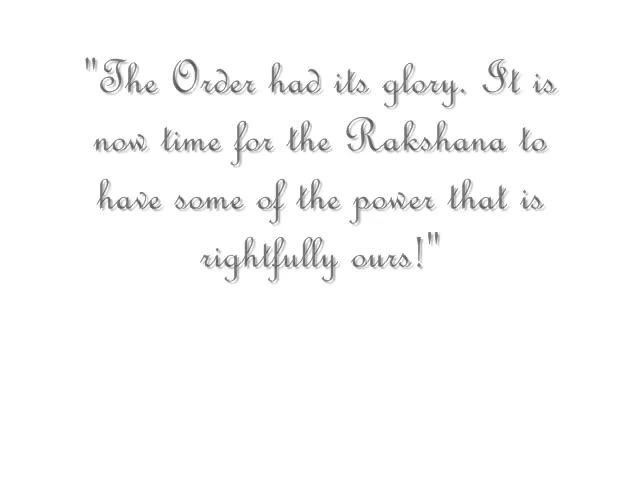 "The Order had its glory. It is
now time for the Rakshana to
have some of the power that is
rightfully ours!"